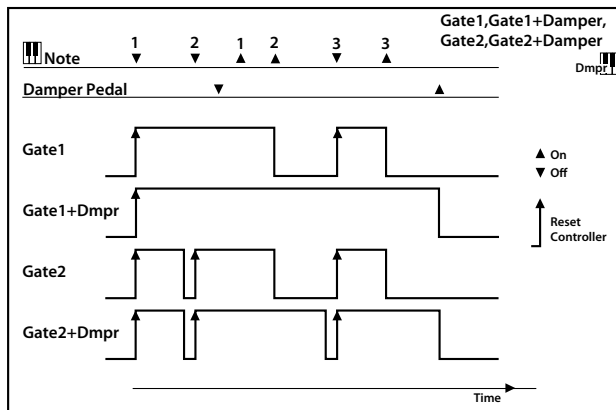 Gate1,Gate1+Damper,
Gate2,Gate2+Damper
1 2 1 2 3 3
Note
Dmpr
Damper Pedal
Gate1
▲ On
▼ Off
Gate1+Dmpr
Reset
Controller
Gate2
Gate2+Dmpr
Time